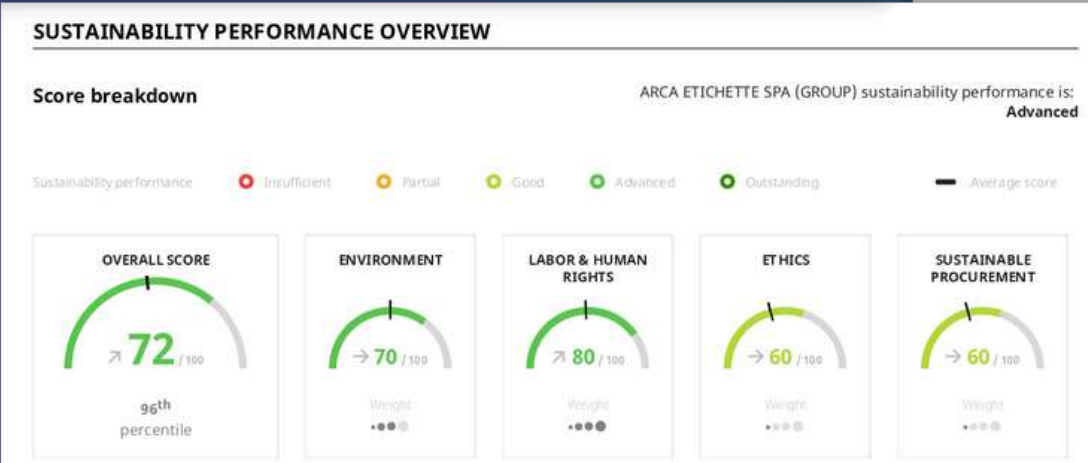 SUSTAINABILITY PERFORMANCE OVERVIEW
Score breakdown
ARCA ETICHETTE SPA (GROUP) sustainability performance is:
Advanced
Sustainability performance
Insufficient
Partial
Good
Advanced
Outstanding
Average score
OVERALL SCORE
72 / 100
96th
percentile
ENVIRONMENT
70 / 100
Weight
LABOR & HUMAN
RIGHTS
80 / 100
Weight
ETHICS
60 / 100
Weight
SUSTAINABLE
PROCUREMENT
60 / 100
Weight